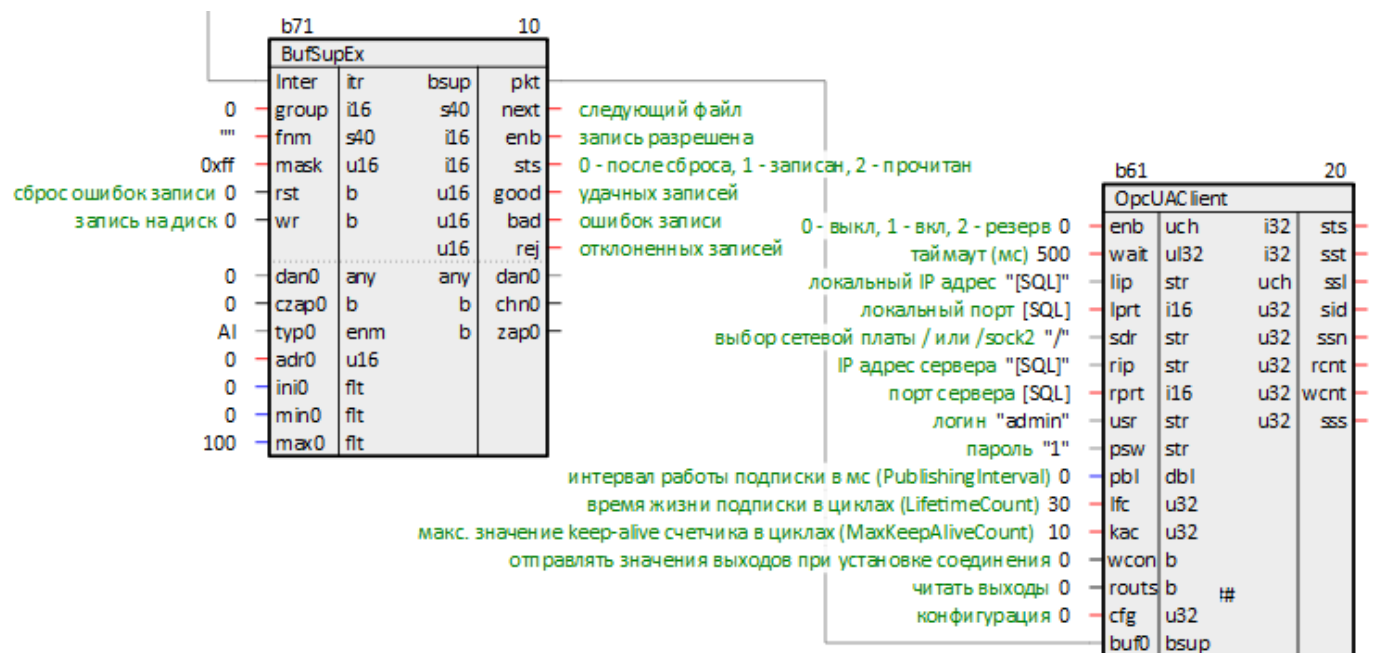 b71 10
BufSupEx
Inter itr bsup pkt
0 group i16 s40 next следующий файл
"" fnm s40 i16 enb запись разрешена
0xff mask u16 i16 sts 0 - после сброса, 1 - записан, 2 - прочитан
сброс ошибок записи 0 rst b u16 good удачных записей
запись на диск 0 wr b u16 bad ошибок записи
u16 rej отклоненных записей
0 dan0 any any dan0
0 czap0 b b chn0
AI typ0 enm b zap0
0 adr0 u16
0 ini0 flt
0 min0 flt
100 max0 flt
b61 20
OpcUAClient
0 - выкл, 1 - вкл, 2 - резерв 0 enb uch i32 sts
таймаут (мс) 500 wait ul32 i32 sst
локальный IP адрес "[SQL]" lip str uch ssl
локальный порт [SQL] lprt i16 u32 sid
выбор сетевой платы / или /sock2 "/" sdr str u32 ssn
IP адрес сервера "[SQL]" rip str u32 rcnt
порт сервера [SQL] rprt i16 u32 wcnt
логин "admin" usr str u32 sss
пароль "1" psw str
интервал работы подписки в мс (PublishingInterval) 0 pbl dbl
время жизни подписки в циклах (LifetimeCount) 30 lfc u32
макс. значение keep-alive счетчика в циклах (MaxKeepAliveCount) 10 kac u32
отправлять значения выходов при установке соединения 0 wcon b
читать выходы 0 routs b
конфигурация 0 cfg u32
buf0 bsup